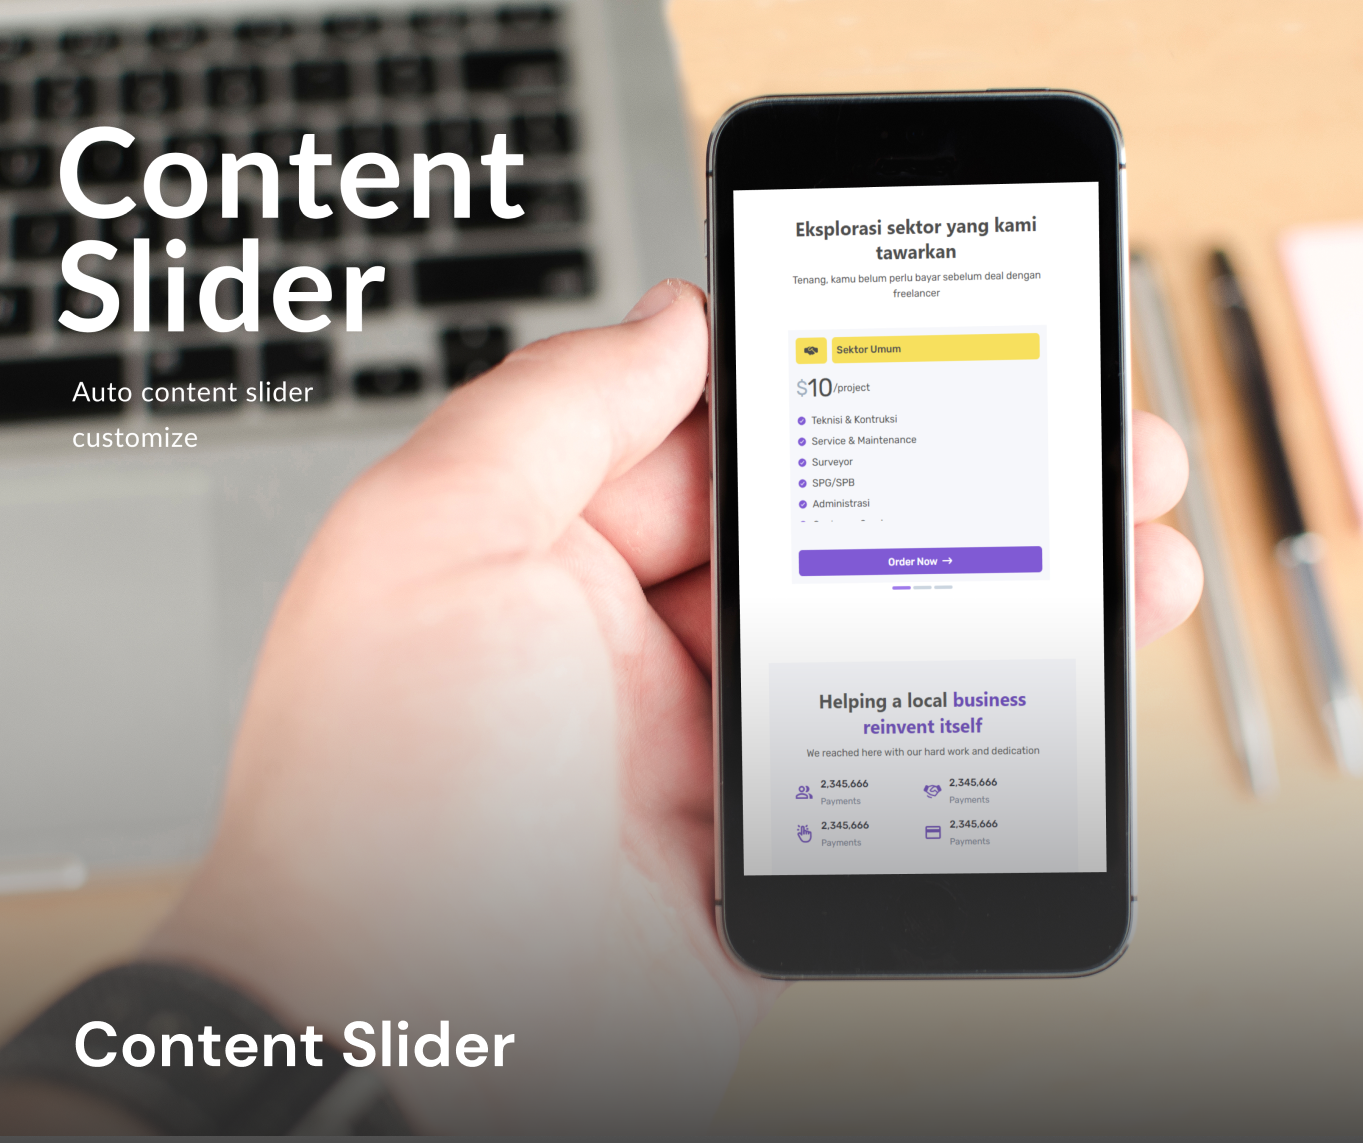 Content
Slider
Auto content slider
customize
Eksplorasi sektor yang kami
tawarkan
Tenang, kamu belum perlu bayar sebelum deal dengan
freelancer
Sektor Umum
$10/project
Teknisi & Kontruksi
Service & Maintenance
Surveyor
SPG/SPB
Administrasi
Order Now →
Helping a local business
reinvent itself
We reached here with our hard work and dedication
2,345,666
Payments
2,345,666
Payments
2,345,666
Payments
2,345,666
Payments
Content Slider